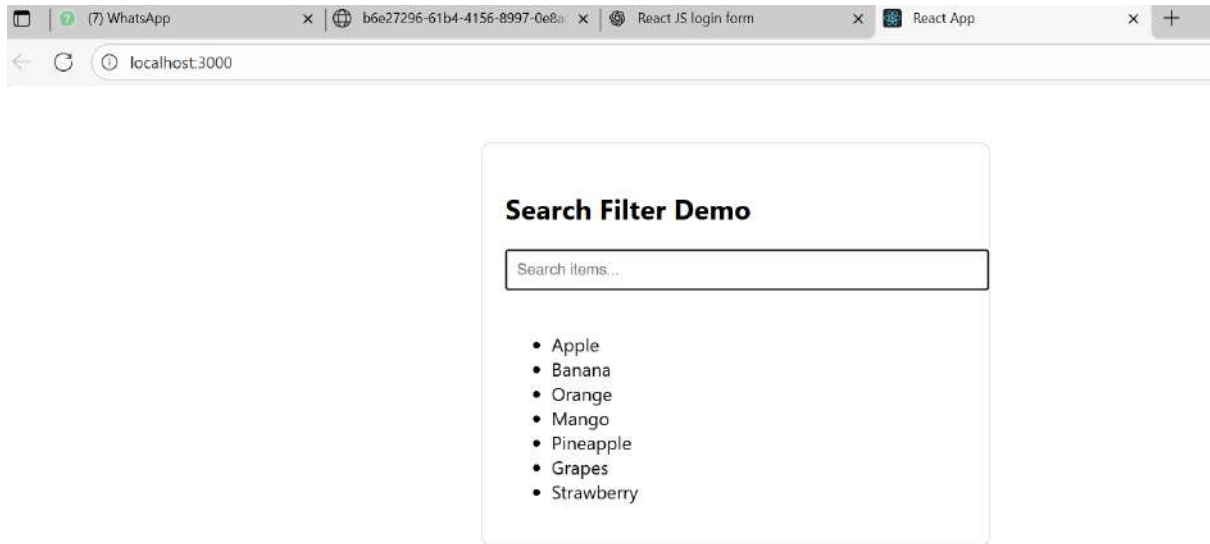 (7) WhatsApp
b6e27296-61b4-4156-8997-0e8a
React JS login form
React App
localhost:3000
Search Filter Demo
Search items...
Apple
Banana
Orange
Mango
Pineapple
Grapes
Strawberry